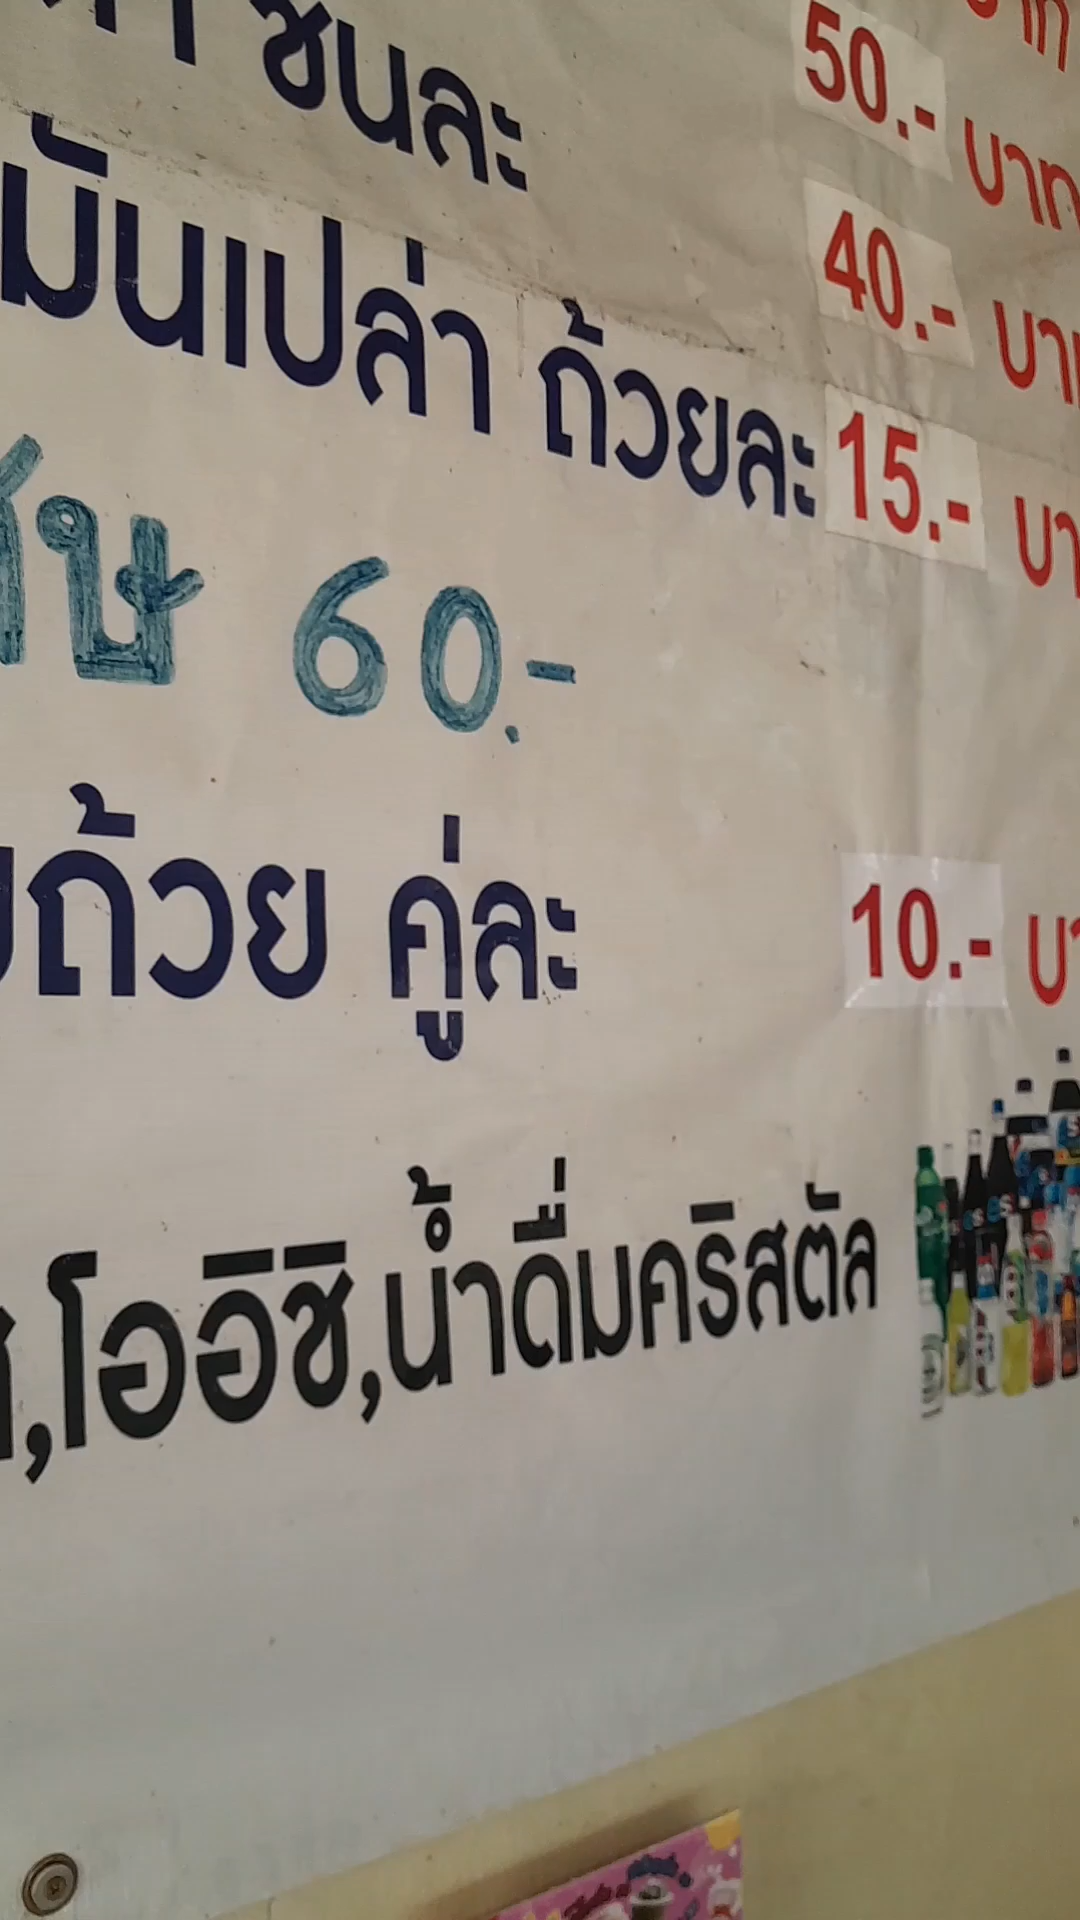 ชิ้นละ 50.- บาท
40.- บาท
มันเปล่า ถ้วยละ 15.- บาท
60.-
ถ้วย คู่ละ 10.- บาท
,โออิชิ,น้ำดื่มคริสตัล